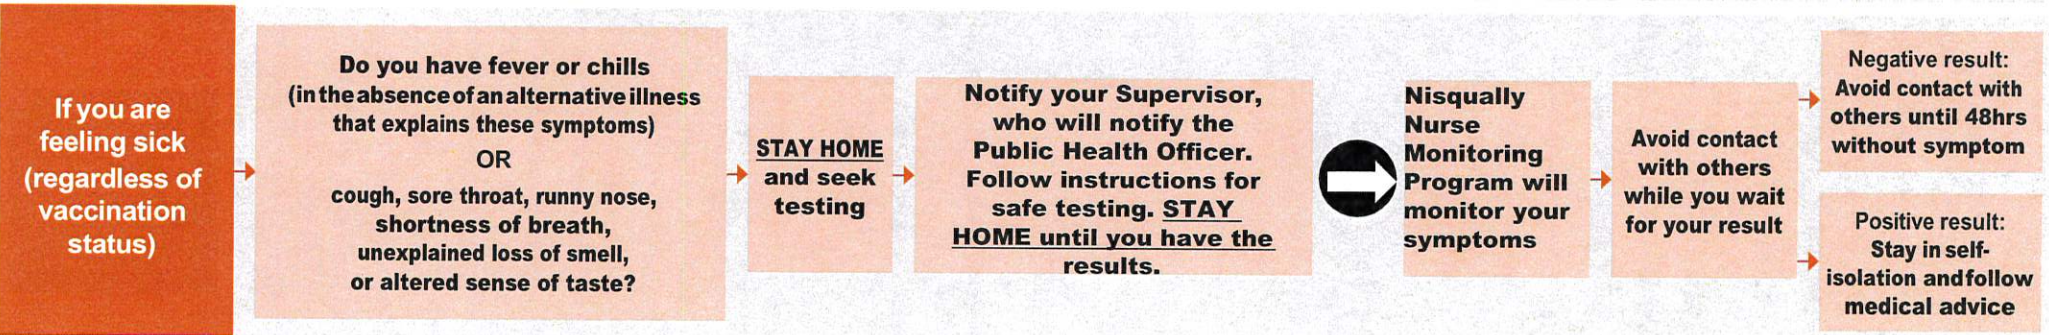 If you are
feeling sick
(regardless of
vaccination
status)
Do you have fever or chills
(in the absence of an alternative illness
that explains these symptoms)
OR
cough, sore throat, runny nose,
shortness of breath,
unexplained loss of smell,
or altered sense of taste?
STAY HOME
and seek
testing
Notify your Supervisor,
who will notify the
Public Health Officer.
Follow instructions for
safe testing. STAY
HOME until you have the
results.
Nisqually
Nurse
Monitoring
Program will
monitor your
symptoms
Avoid contact
with others
while you wait
for your result
Negative result:
Avoid contact with
others until 48hrs
without symptom
Positive result:
Stay in self-
isolation and follow
medical advice